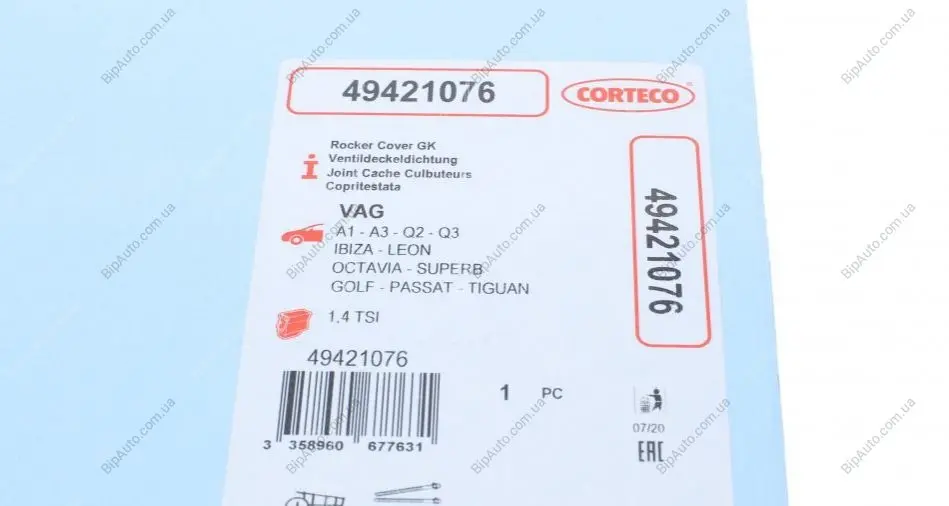 49421076
CORTECO
Rocker Cover GK
Ventildeckeldichtung
Joint Cache Culbuteurs
Copritestata
VAG
A1 - A3 - Q2 - Q3
IBIZA - LEON
OCTAVIA - SUPERB
GOLF - PASSAT - TIGUAN
1,4 TSI
49421076
49421076
3 358960 677631
1 PC
07/20
EAC
BipAuto.com.ua